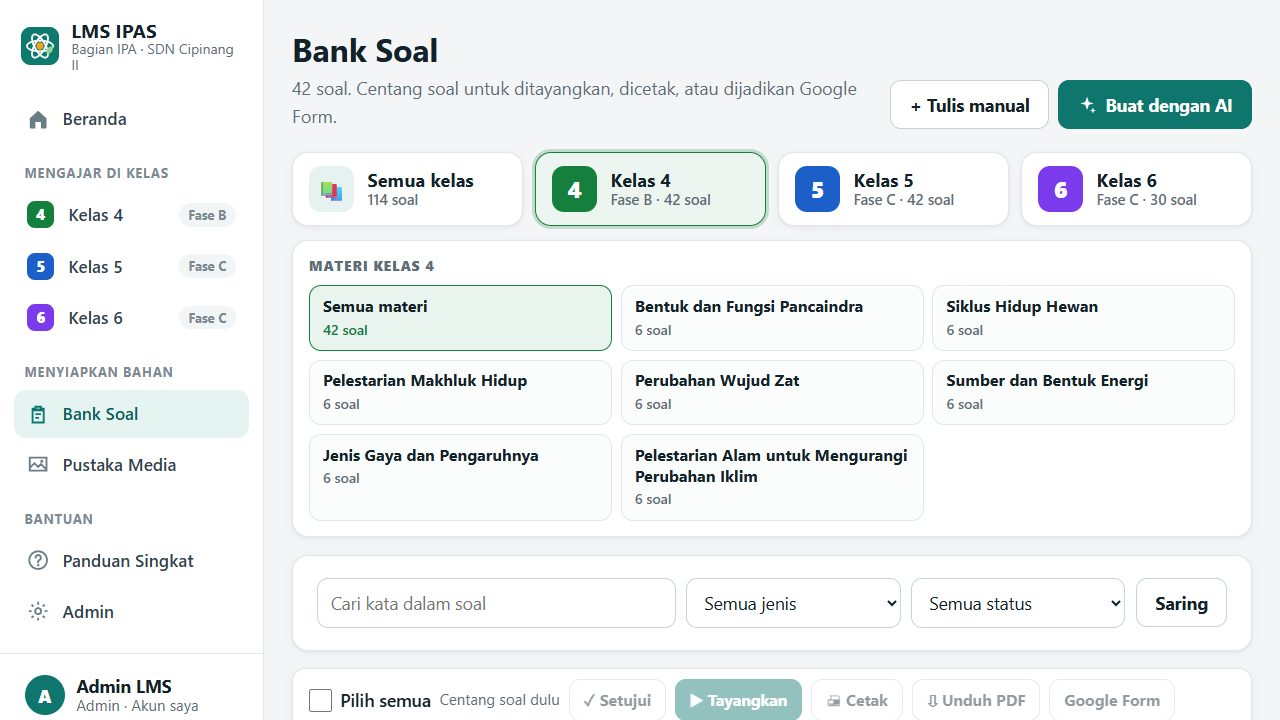 LMS IPAS
Bagian IPA · SDN Cipinang
II
Beranda
MENGAJAR DI KELAS
4 Kelas 4 Fase B
5 Kelas 5 Fase C
6 Kelas 6 Fase C
MENYIAPKAN BAHAN
Bank Soal
Pustaka Media
BANTUAN
Panduan Singkat
Admin
A Admin LMS
Admin · Akun saya
Bank Soal
42 soal. Centang soal untuk ditayangkan, dicetak, atau dijadikan Google
Form.
+ Tulis manual
Buat dengan AI
Semua kelas
114 soal
4 Kelas 4
Fase B · 42 soal
5 Kelas 5
Fase C · 42 soal
6 Kelas 6
Fase C · 30 soal
MATERI KELAS 4
Semua materi
42 soal
Bentuk dan Fungsi Pancaindra
6 soal
Siklus Hidup Hewan
6 soal
Pelestarian Makhluk Hidup
6 soal
Perubahan Wujud Zat
6 soal
Sumber dan Bentuk Energi
6 soal
Jenis Gaya dan Pengaruhnya
6 soal
Pelestarian Alam untuk Mengurangi
Perubahan Iklim
6 soal
Cari kata dalam soal
Semua jenis
Semua status
Saring
Pilih semua
Centang soal dulu
✓ Setujui
▶ Tayangkan
Cetak
⇩ Unduh PDF
Google Form